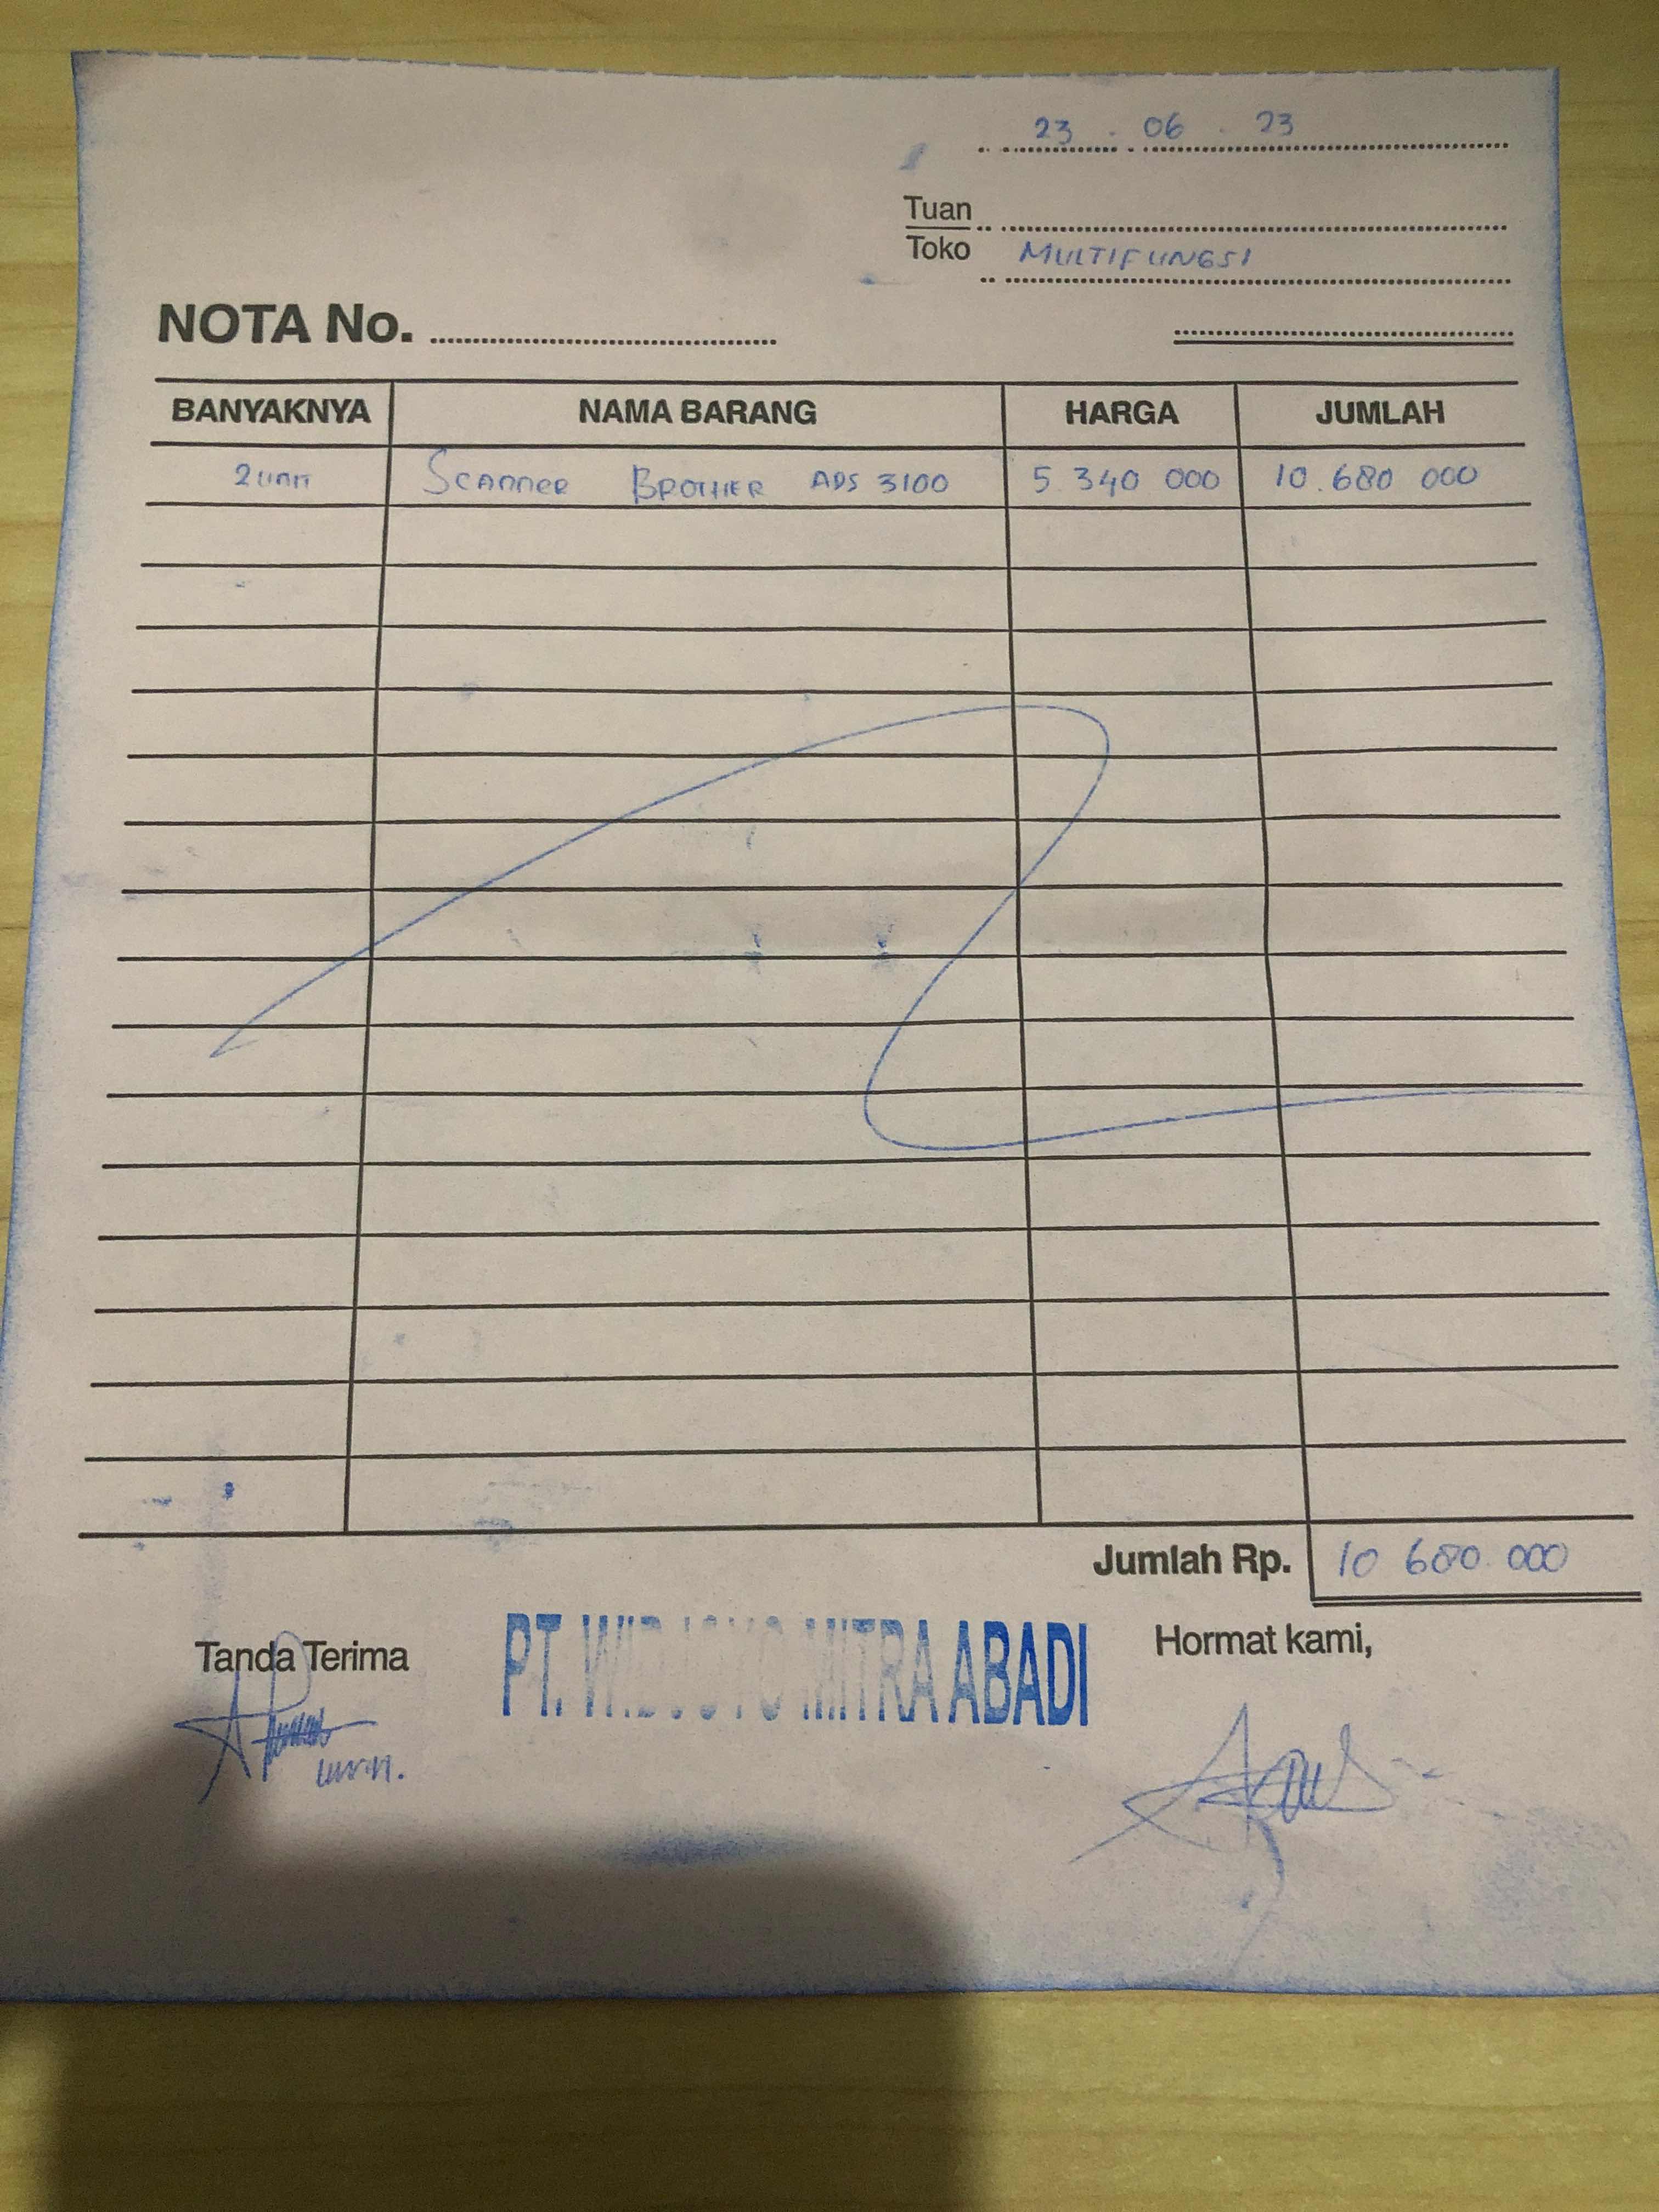 23 . 06 . 23
Tuan
Toko MULTIFUNGSI
NOTA No.
BANYAKNYA NAMA BARANG HARGA JUMLAH
2 UNIT SCANNER BROTHER ADS 3100 5 340 000 10.680 000
Jumlah Rp. 10 680.000
Tanda Terima PT. WIDJOYO MITRA ABADI Hormat kami,